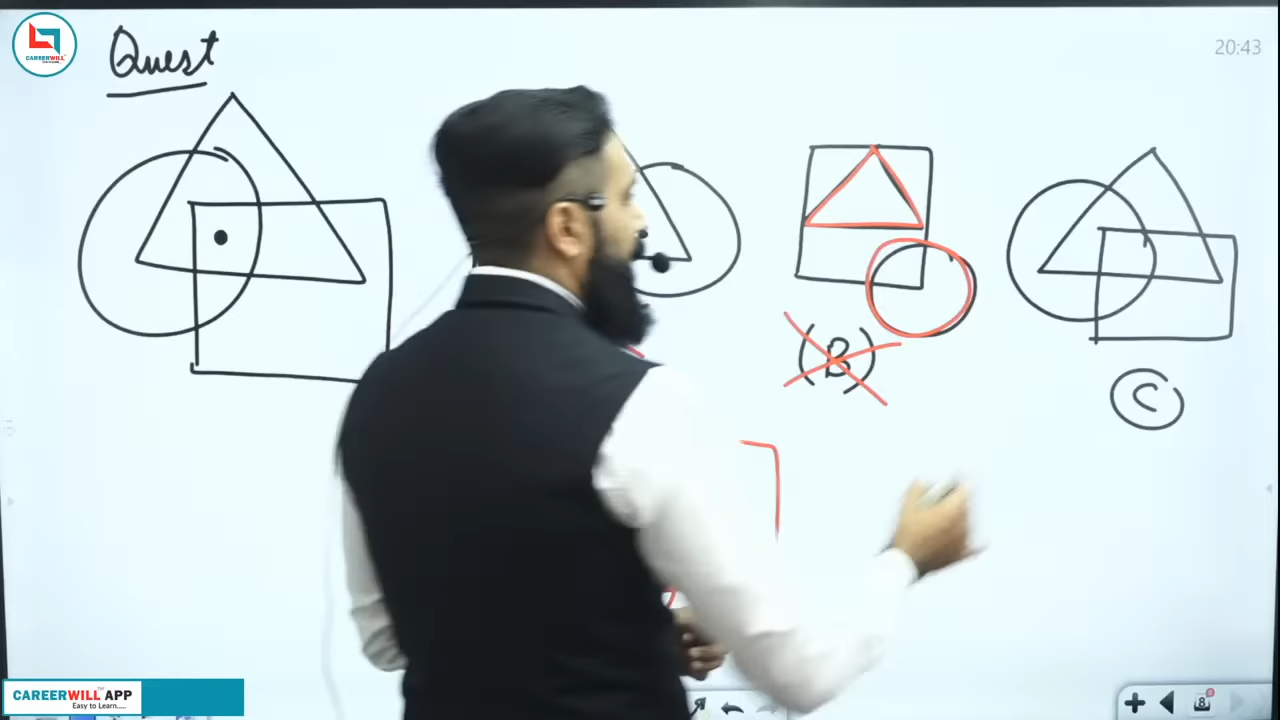 CAREERWILL
Quest
20:43
(B)
C
8
CAREERWILL APP
Easy to Learn.....